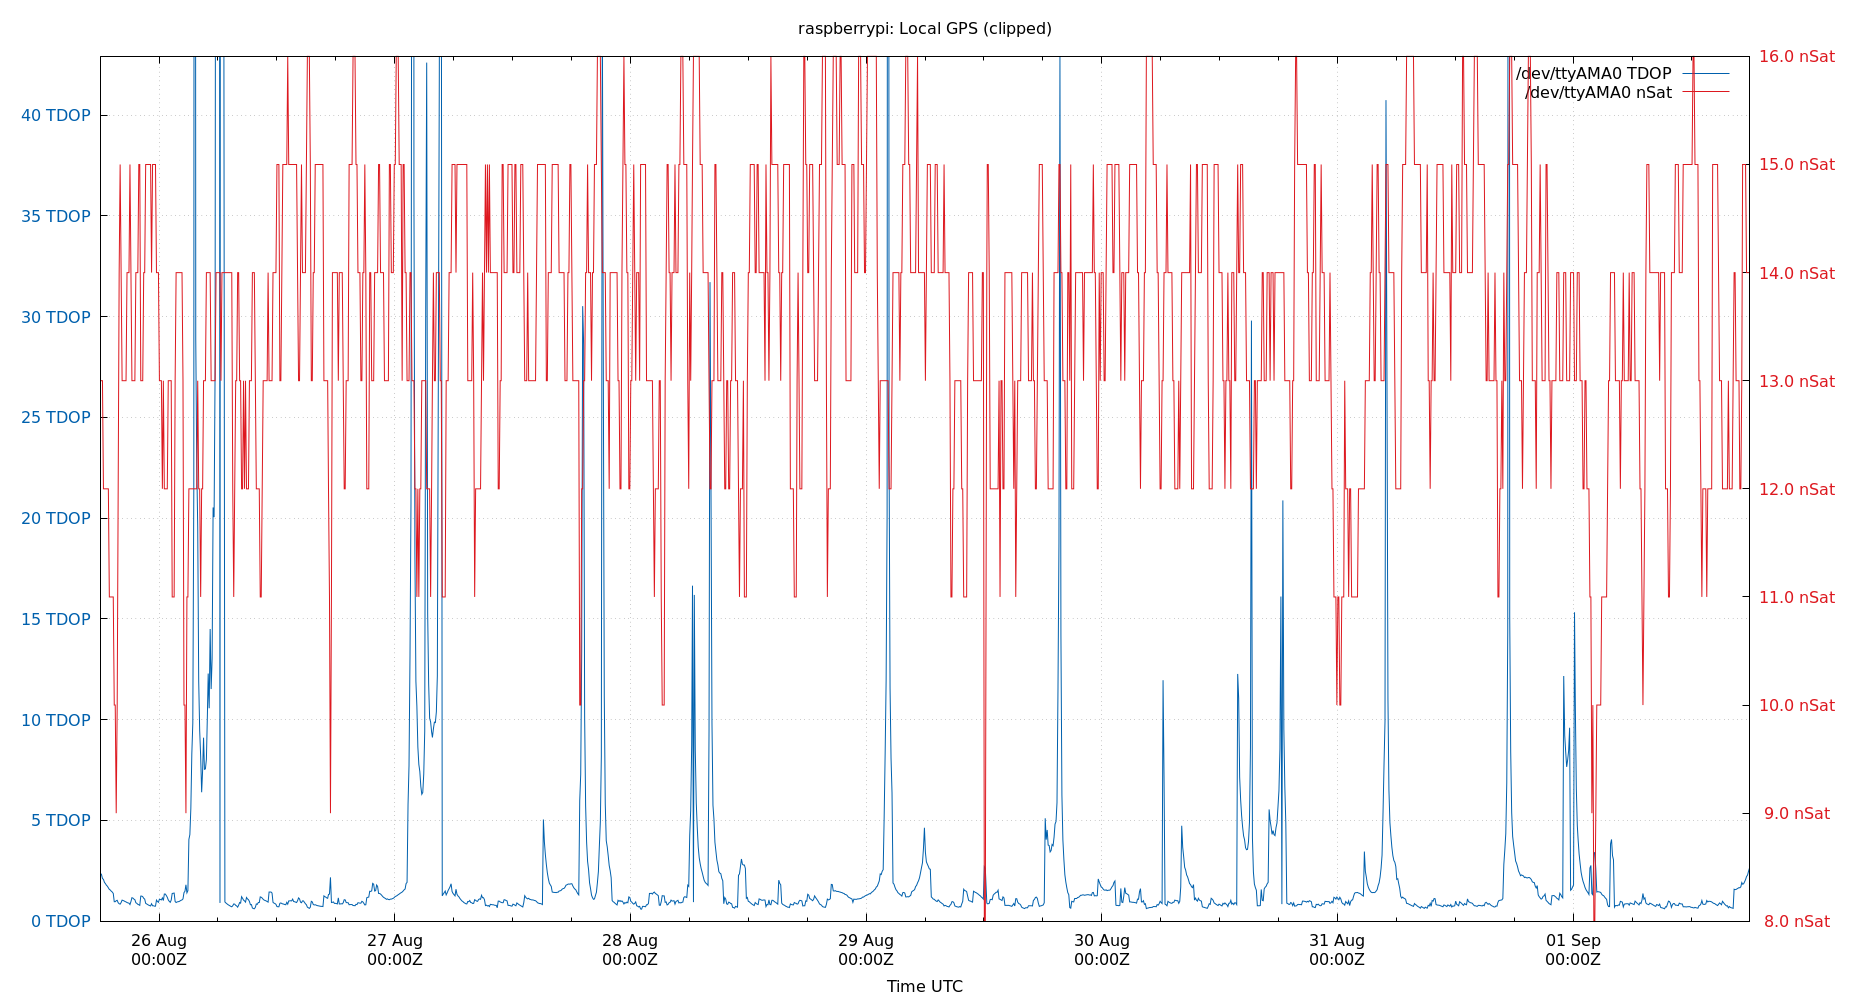 raspberrypi: Local GPS (clipped)
/dev/ttyAMA0 TDOP
/dev/ttyAMA0 nSat
40 TDOP
35 TDOP
30 TDOP
25 TDOP
20 TDOP
15 TDOP
10 TDOP
5 TDOP
0 TDOP
16.0 nSat
15.0 nSat
14.0 nSat
13.0 nSat
12.0 nSat
11.0 nSat
10.0 nSat
9.0 nSat
8.0 nSat
26 Aug
00:00Z
27 Aug
00:00Z
28 Aug
00:00Z
29 Aug
00:00Z
30 Aug
00:00Z
31 Aug
00:00Z
01 Sep
00:00Z
Time UTC